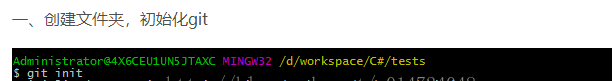 一、创建文件夹，初始化git
Administrator@4X6CEU1UN5JTAXC MINGW32 /d/workspace/C#/tests
$ git init